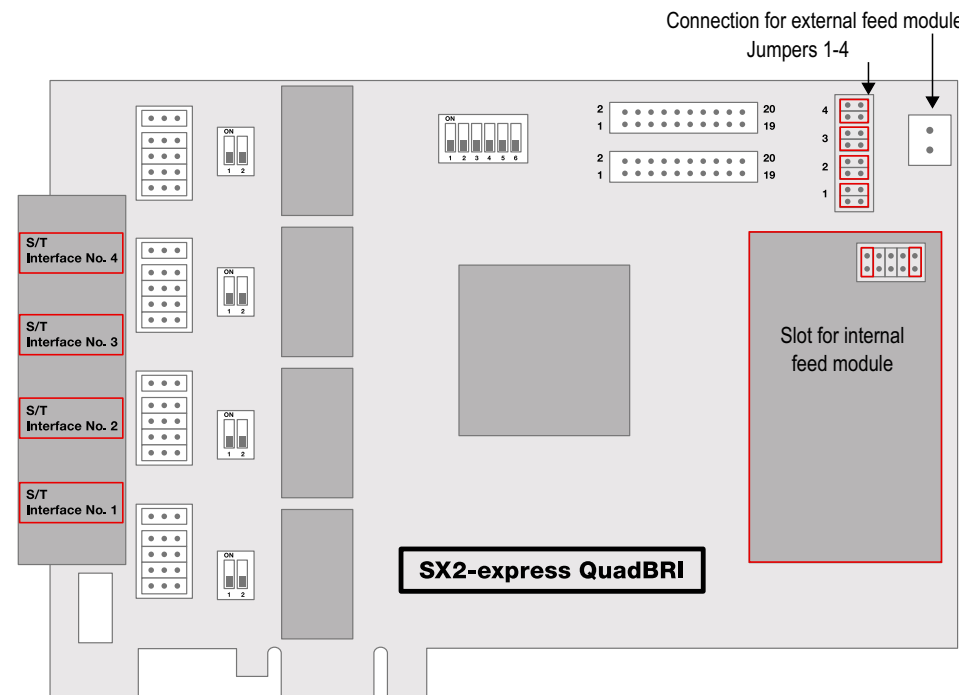 Connection for external feed module
Jumpers 1-4
ON
1 2 3 4 5 6
2 20
1 19
2 20
1 19
4
3
2
1
ON
1 2
S/T
Interface No. 4
ON
1 2
S/T
Interface No. 3
Slot for internal
feed module
ON
1 2
S/T
Interface No. 2
S/T
Interface No. 1
ON
1 2
SX2-express QuadBRI